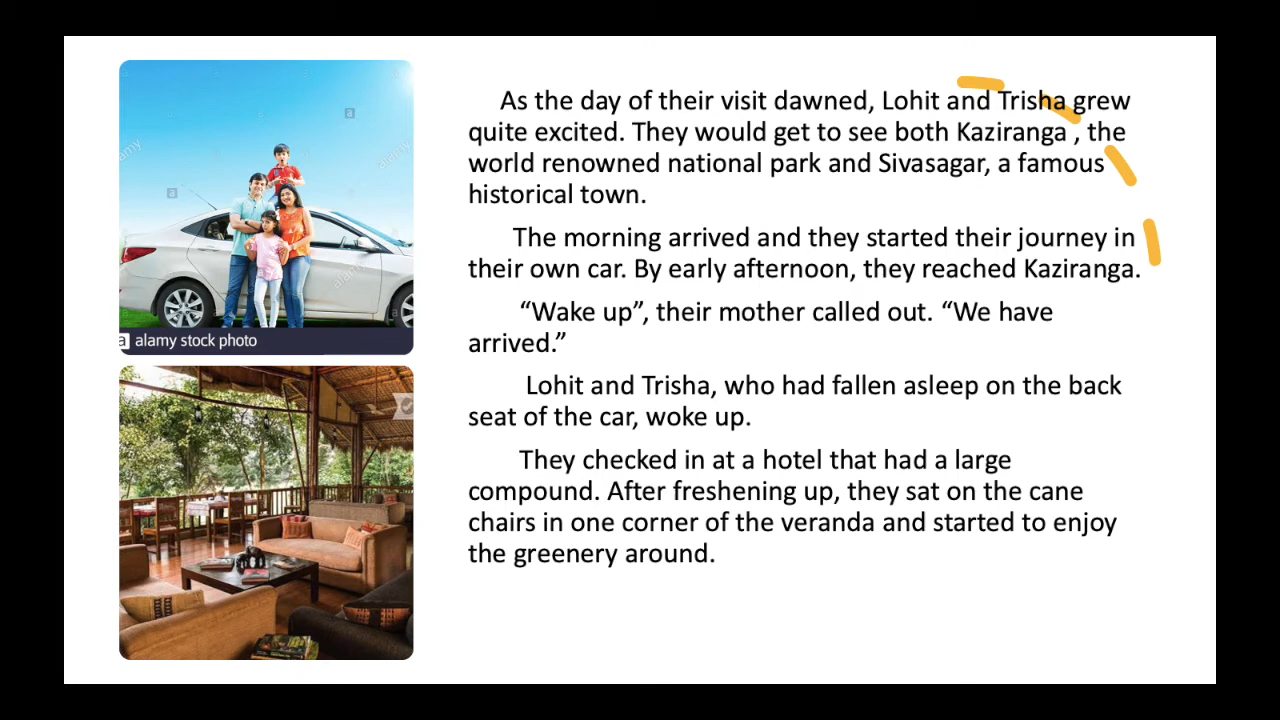 As the day of their visit dawned, Lohit and Trisha grew
quite excited. They would get to see both Kaziranga , the
world renowned national park and Sivasagar, a famous
historical town.
The morning arrived and they started their journey in
their own car. By early afternoon, they reached Kaziranga.
“Wake up”, their mother called out. “We have
arrived.”
Lohit and Trisha, who had fallen asleep on the back
seat of the car, woke up.
They checked in at a hotel that had a large
compound. After freshening up, they sat on the cane
chairs in one corner of the veranda and started to enjoy
the greenery around.
alamy
a
a
alamy
alamy
a alamy stock photo